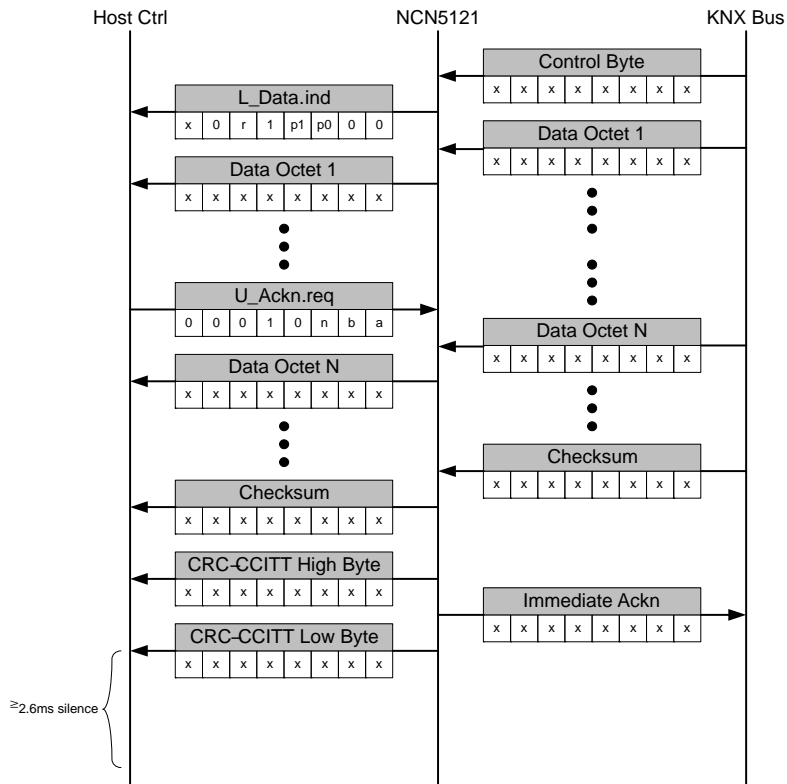 Host Ctrl NCN5121 KNX Bus
Control Byte
x x x x x x x x
L_Data.ind
x 0 r 1 p1 p0 0 0
Data Octet 1
x x x x x x x x
Data Octet 1
x x x x x x x x
U_Ackn.req
0 0 0 1 0 n b a
Data Octet N
x x x x x x x x
Data Octet N
x x x x x x x x
Checksum
x x x x x x x x
Checksum
x x x x x x x x
CRC-CCITT High Byte
x x x x x x x x
Immediate Ackn
x x x x x x x x
CRC-CCITT Low Byte
x x x x x x x x
≥2.6ms silence